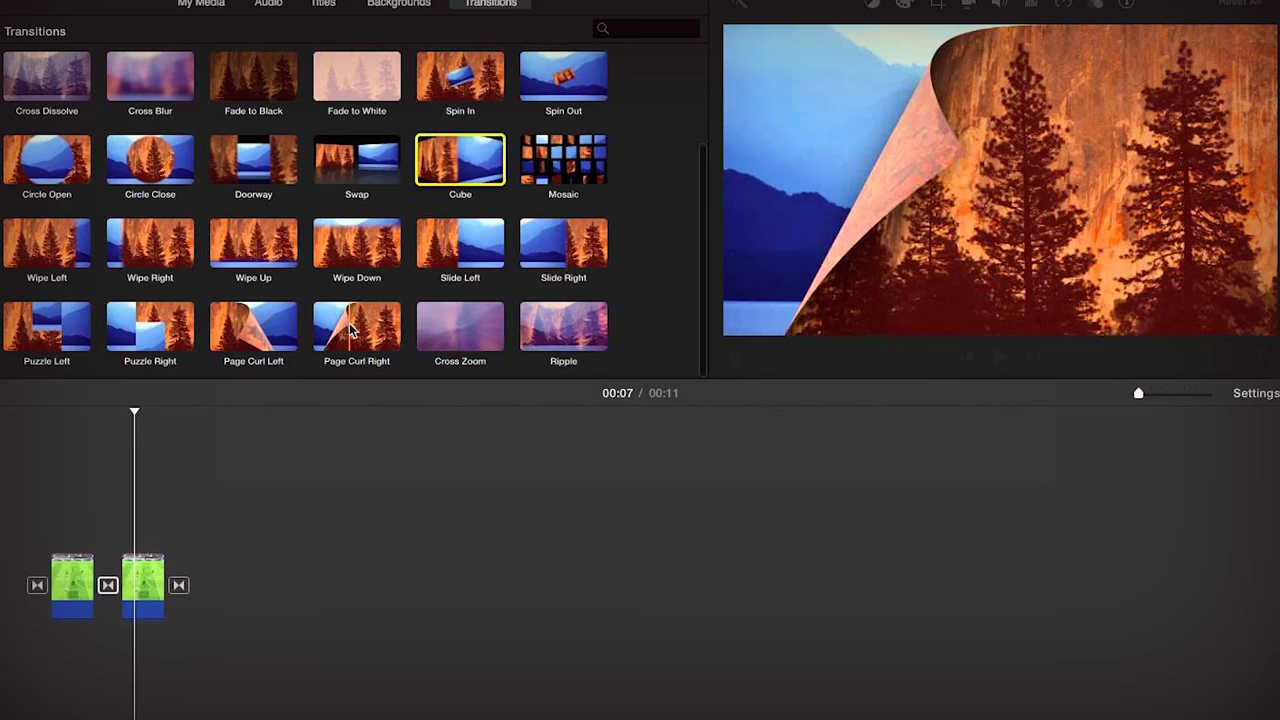 My Media Audio Titles Backgrounds Transitions
Reset All
Transitions
Cross Dissolve Cross Blur Fade to Black Fade to White Spin In Spin Out
Circle Open Circle Close Doorway Swap Cube Mosaic
Wipe Left Wipe Right Wipe Up Wipe Down Slide Left Slide Right
Puzzle Left Puzzle Right Page Curl Left Page Curl Right Cross Zoom Ripple
00:07 / 00:11
Settings